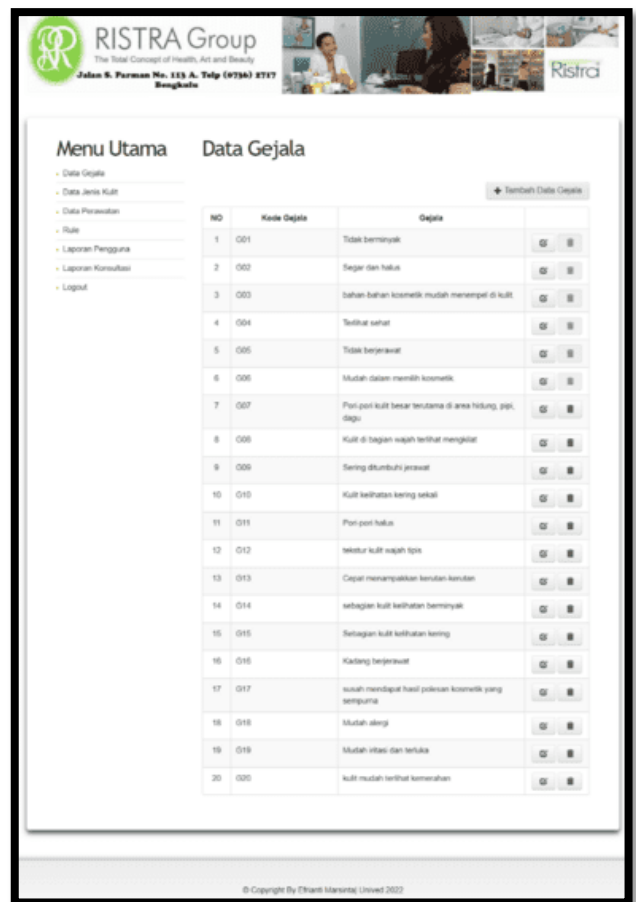 RISTRA Group
The Total Concept of Health, Art and Beauty
Jalan S. Parman No. 113 A. Telp (0736) 2717
Bengkulu
Ristra
Menu Utama
Data Gejala
Data Jenis Kulit
Data Perawatan
Rule
Laporan Pengguna
Laporan Konsultasi
Logout
Data Gejala
Tambah Data Gejala
NO Kode Gejala Gejala
1 G01 Tidak berminyak
2 G02 Segar dan halus
3 G03 bahan-bahan kosmetik mudah menempel di kulit
4 G04 Terlihat sehat
5 G05 Tidak berjerawat
6 G06 Mudah dalam memilih kosmetik
7 G07 Pori-pori kulit besar terutama di area hidung, pipi,
dagu
8 G08 Kulit di bagian wajah terlihat mengkilat
9 G09 Sering ditumbuhi jerawat
10 G10 Kulit kelihatan kering sekali
11 G11 Pori-pori halus
12 G12 tekstur kulit wajah tipis
13 G13 Cepat menampakkan kerutan-kerutan
14 G14 sebagian kulit kelihatan berminyak
15 G15 Sebagian kulit kelihatan kering
16 G16 Kadang berjerawat
17 G17 susah mendapat hasil polesan kosmetik yang
sempurna
18 G18 Mudah alergi
19 G19 Mudah iritasi dan terluka
20 G20 kulit mudah terlihat kemerahan
© Copyright By Efrianti Marsinta| Unived 2022